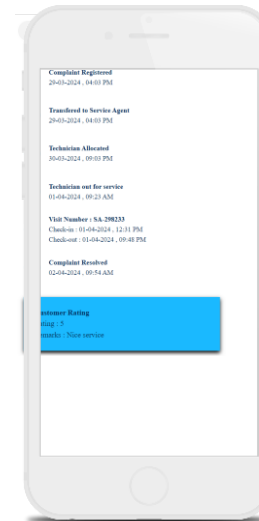 Complaint Registered
29-03-2024 , 04:03 PM
Transfered to Service Agent
29-03-2024 , 04:03 PM
Technician Allocated
30-03-2024 , 09:03 PM
Technician out for service
01-04-2024 , 09:23 AM
Visit Number : SA-298233
Check-in : 01-04-2024 , 12:31 PM
Check-out : 01-04-2024 , 09:48 PM
Complaint Resolved
02-04-2024 , 09:54 AM
ustomer Rating
ating : 5
emarks : Nice service